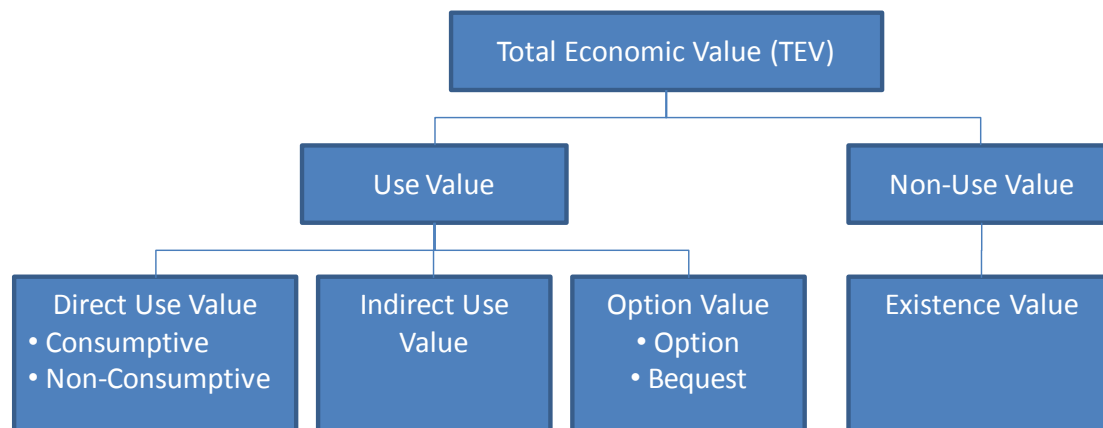 Total Economic Value (TEV)
Use Value
Non-Use Value
Direct Use Value
• Consumptive
• Non-Consumptive
Indirect Use
Value
Option Value
• Option
• Bequest
Existence Value